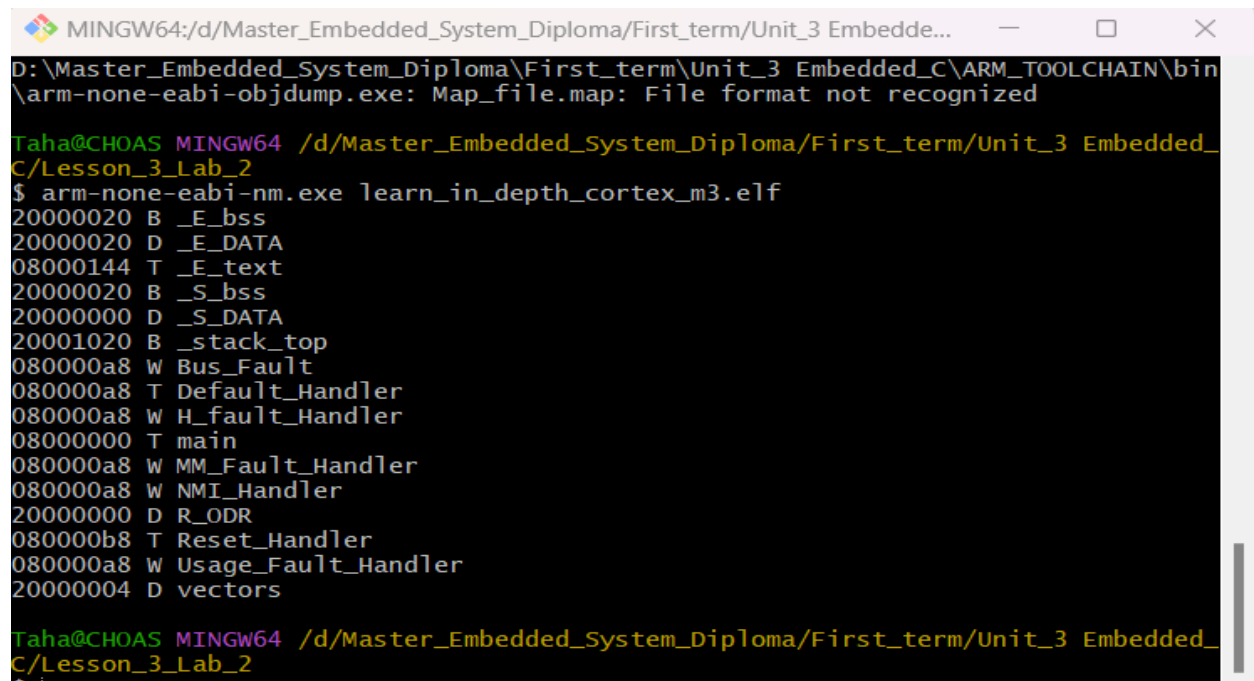 MINGW64:/d/Master_Embedded_System_Diploma/First_term/Unit_3 Embedde...
D:\Master_Embedded_System_Diploma\First_term\Unit_3 Embedded_C\ARM_TOOLCHAIN\bin
\arm-none-eabi-objdump.exe: Map_file.map: File format not recognized
Taha@CHOAS MINGW64 /d/Master_Embedded_System_Diploma/First_term/Unit_3 Embedded_
C/Lesson_3_Lab_2
$ arm-none-eabi-nm.exe learn_in_depth_cortex_m3.elf
20000020 B _E_bss
20000020 D _E_DATA
08000144 T _E_text
20000020 B _S_bss
20000000 D _S_DATA
20001020 B _stack_top
080000a8 W Bus_Fault
080000a8 T Default_Handler
080000a8 W H_fault_Handler
08000000 T main
080000a8 W MM_Fault_Handler
080000a8 W NMI_Handler
20000000 D R_ODR
080000b8 T Reset_Handler
080000a8 W Usage_Fault_Handler
20000004 D vectors
Taha@CHOAS MINGW64 /d/Master_Embedded_System_Diploma/First_term/Unit_3 Embedded_
C/Lesson_3_Lab_2